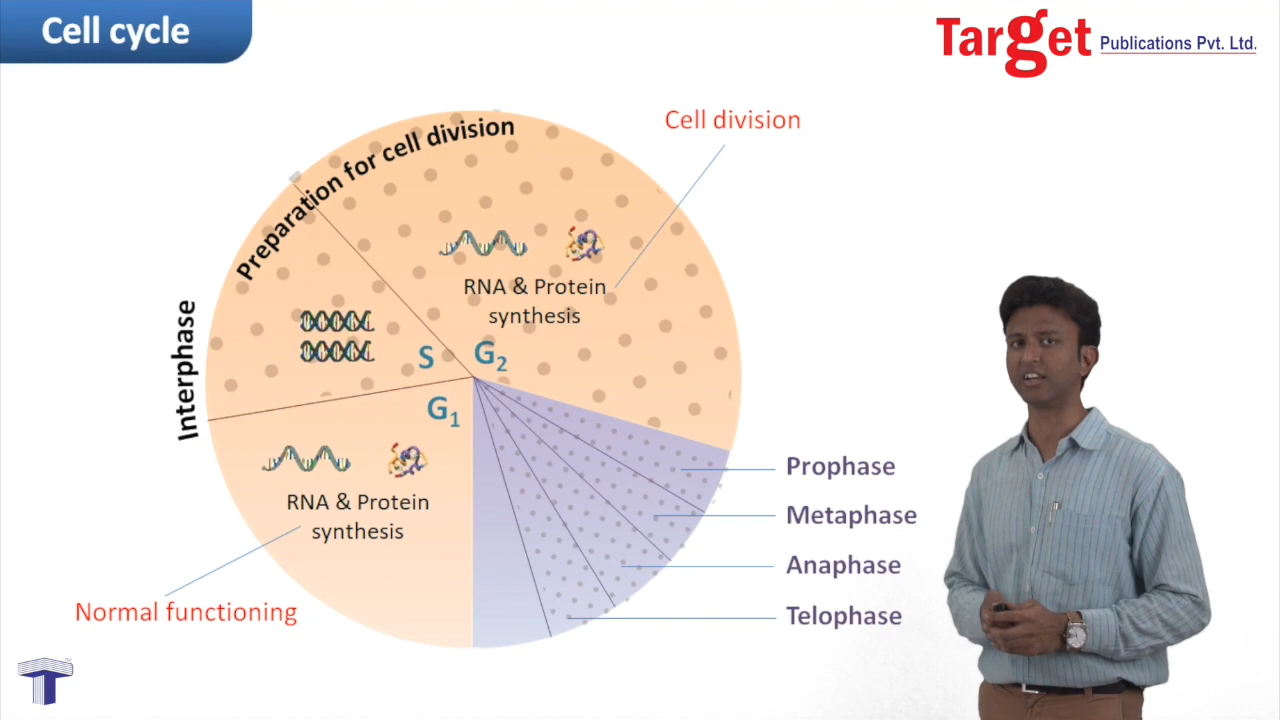 Cell cycle
Target Publications Pvt. Ltd.
Cell division
Preparation for cell division
RNA & Protein
synthesis
Interphase
S
G₂
G₁
RNA & Protein
synthesis
Normal functioning
Prophase
Metaphase
Anaphase
Telophase
TM